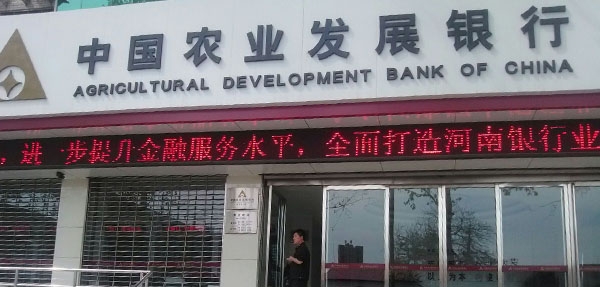 中国农业发展银行
AGRICULTURAL DEVELOPMENT BANK OF CHINA
，进一步提升金融服务水平，全面打造河南银行业